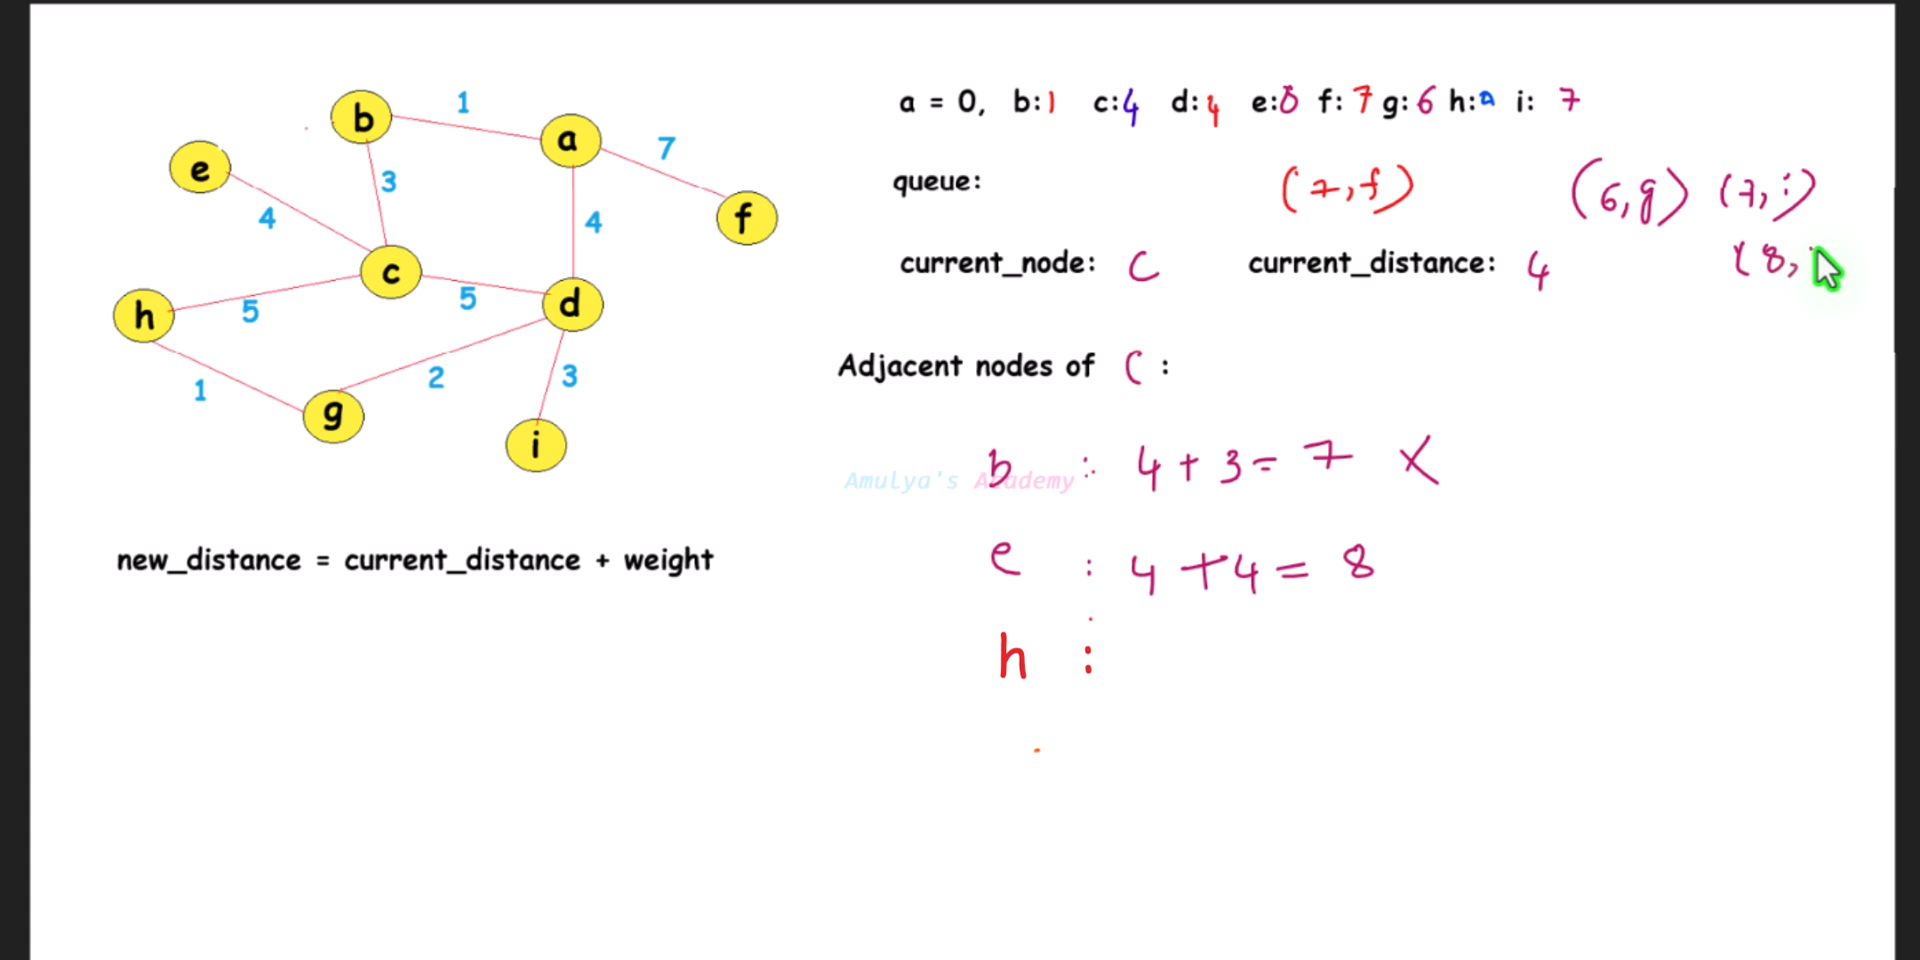 b 1 a 7
e 3 f
4 4
c
h 5 5 d
1 g 2 3
i
new_distance = current_distance + weight
a = 0, b:1 c:4 d:4 e:8 f: 7 g: 6 h: i: 7
queue: (7,f) (6,g) (7,i)
current_node: C current_distance: 4 (8,
Adjacent nodes of C :
b : 4 + 3 = 7 X
Amulya's Academy
e : 4 + 4 = 8
h :